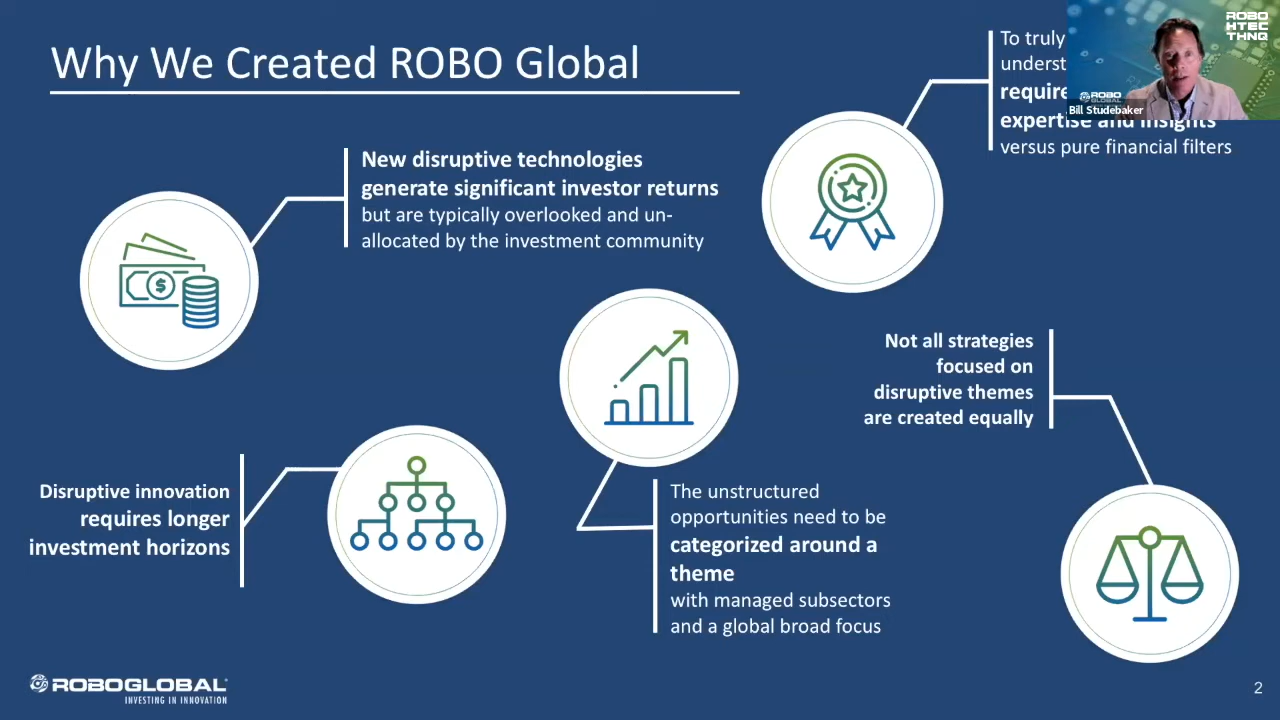 Why We Created ROBO Global
New disruptive technologies
generate significant investor returns
but are typically overlooked and un-
allocated by the investment community
To truly
require
expertise and insights
versus pure financial filters
ROBO
HTEC
THNQ
ROBO
GLOBAL
Bill Studebaker
$
Not all strategies
focused on
disruptive themes
are created equally
Disruptive innovation
requires longer
investment horizons
The unstructured
opportunities need to be
categorized around a
theme
with managed subsectors
and a global broad focus
ROBOGLOBAL
INVESTING IN INNOVATION
2